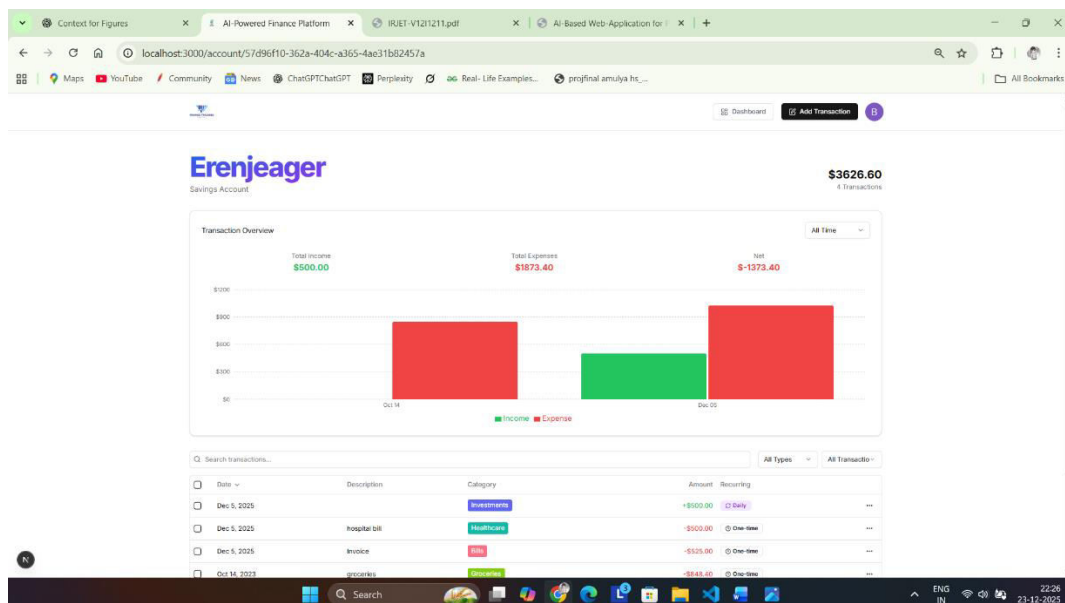 Context for Figures
AI-Powered Finance Platform
IRJET-V12I1211.pdf
AI-Based Web-Application for
localhost:3000/account/57d96f10-362a-404c-a365-4ae31b82457a
Maps YouTube Community News ChatGPTChatGPT Perplexity Real- Life Examples... projfinal amulya hs_... All Bookmarks
Dashboard Add Transaction B
Erenjeager
Savings Account
$3626.60
4 Transactions
Transaction Overview
All Time
Total Income Total Expenses Net
$500.00 $1873.40 $-1373.40
$1200
$900
$600
$300
$0
Oct 14 Dec 05
Income Expense
Search transactions... All Types All Transactio
Date Description Category Amount Recurring
Dec 5, 2025 Investments +$500.00 Daily ...
Dec 5, 2025 hospital bill Healthcare -$500.00 One-time ...
Dec 5, 2025 Invoice Bills -$525.00 One-time ...
Oct 14, 2023 groceries Groceries -$848.40 One-time ...
N
Search
ENG
IN
22:26
23-12-2025